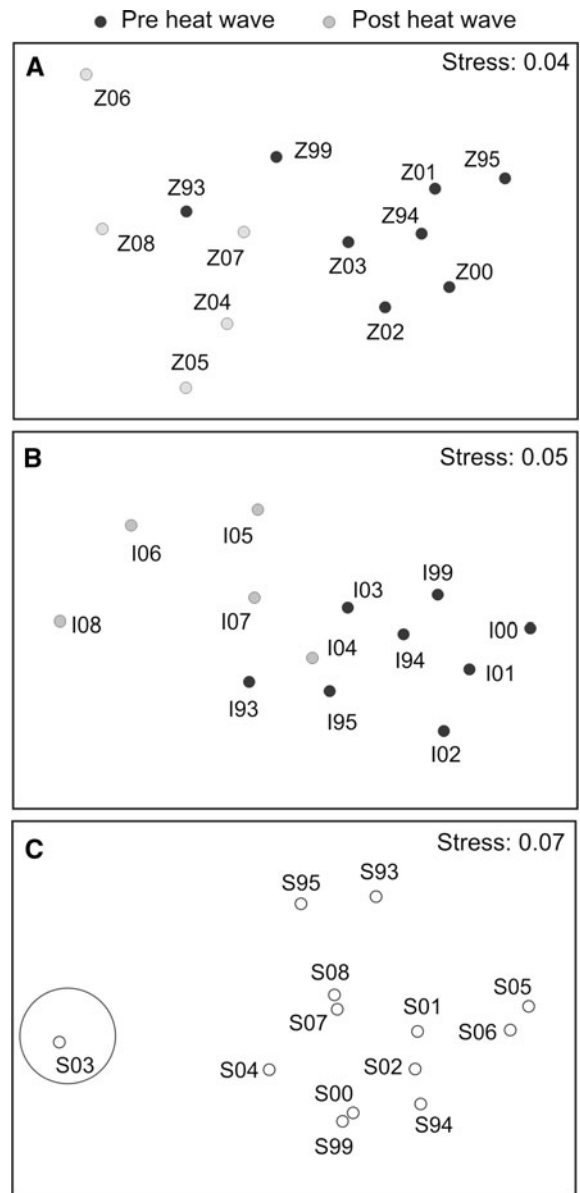 Pre heat wave Post heat wave
A Stress: 0.04
Z06
Z99
Z95
Z01
Z93
Z94
Z08
Z07
Z03
Z00
Z04
Z02
Z05
B Stress: 0.05
I05
I06
I99
I03
I08
I07
I00
I04
I94
I01
I93
I95
I02
C Stress: 0.07
S93
S95
S08
S05
S07
S01
S06
S03
S04
S02
S00
S94
S99